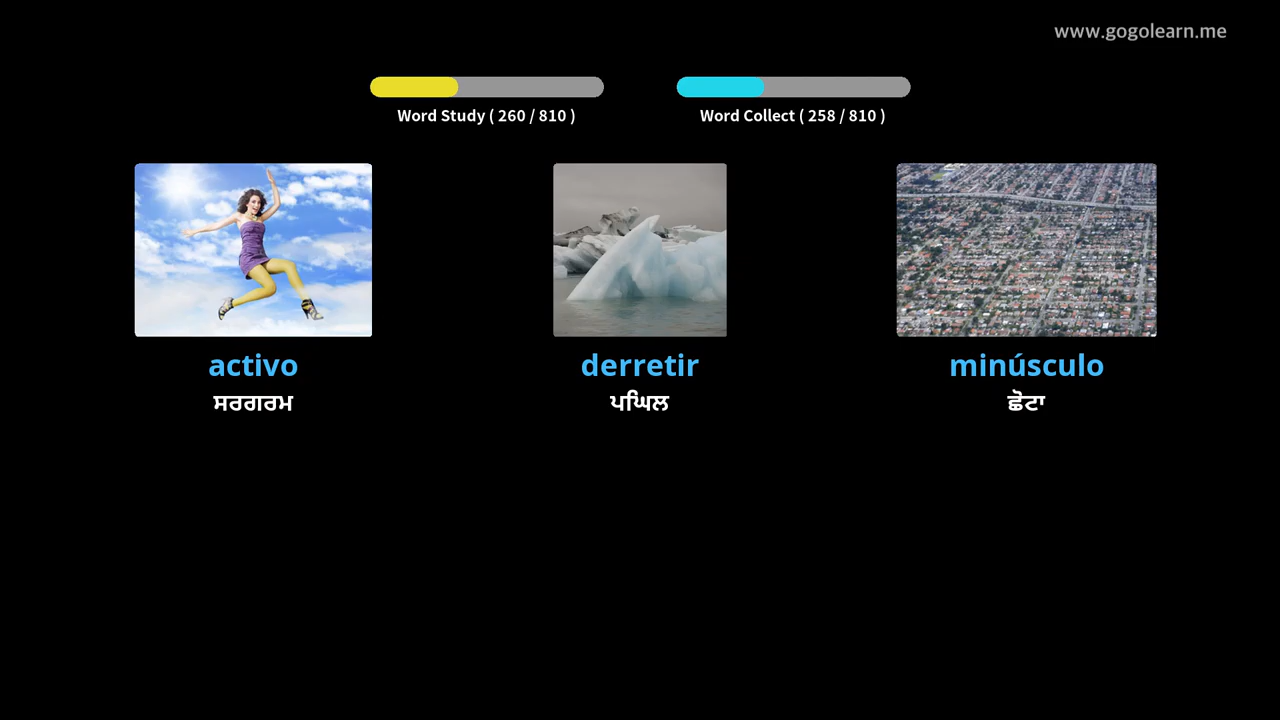 www.gogolearn.me
Word Study ( 260 / 810 )
Word Collect ( 258 / 810 )
activo
derretir
minúsculo
ਸਰਗਰਮ
ਪਘਿਲ
ਛੋਟਾ